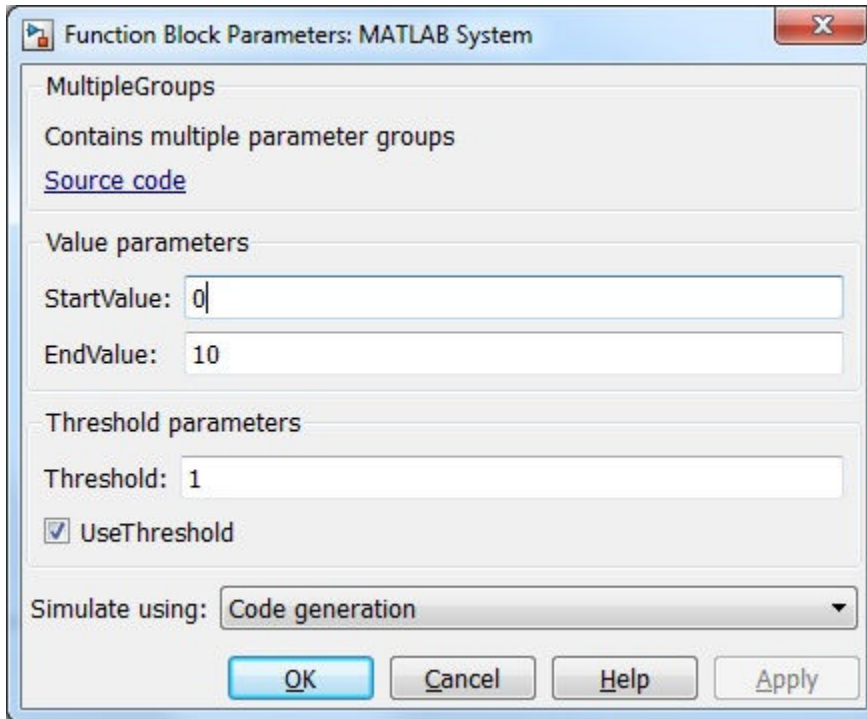 Function Block Parameters: MATLAB System
MultipleGroups
Contains multiple parameter groups
Source code
Value parameters
StartValue: 0
EndValue: 10
Threshold parameters
Threshold: 1
UseThreshold
Simulate using: Code generation
OK Cancel Help Apply